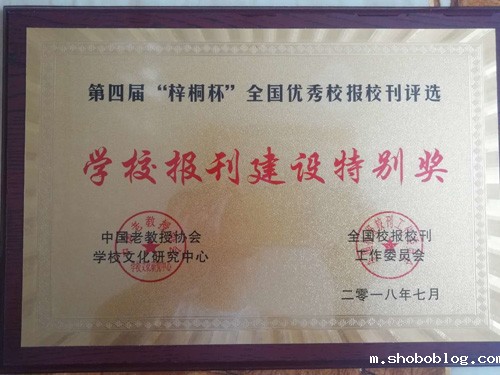 第四届“梓桐杯”全国优秀校报校刊评选
学校报刊建设特别奖
中国老教授协会
学校文化研究中心
全国校报校刊
工作委员会
二零一八年七月
m.shoboblog.com